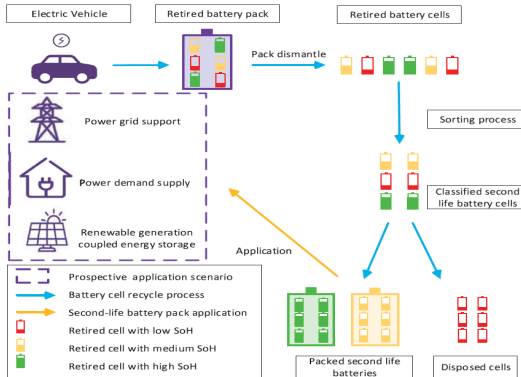 Electric Vehicle
Retired battery pack
Retired battery cells
Pack dismantle
Sorting process
Power grid support
Power demand supply
Renewable generation
coupled energy storage
Classified second
life battery cells
Application
Prospective application scenario
Battery cell recycle process
Second-life battery pack application
Retired cell with low SoH
Retired cell with medium SoH
Retired cell with high SoH
Packed second life
batteries
Disposed cells